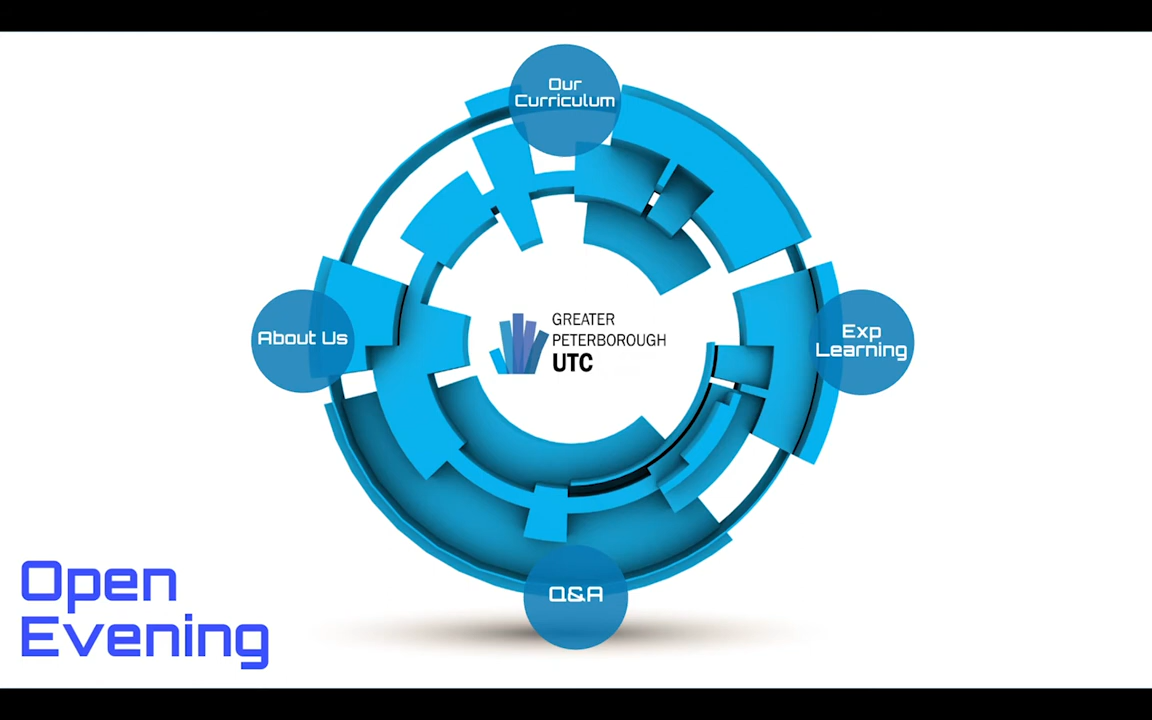 Our
Curriculum
About Us
GREATER
PETERBOROUGH
UTC
Exp
Learning
Q&A
Open
Evening